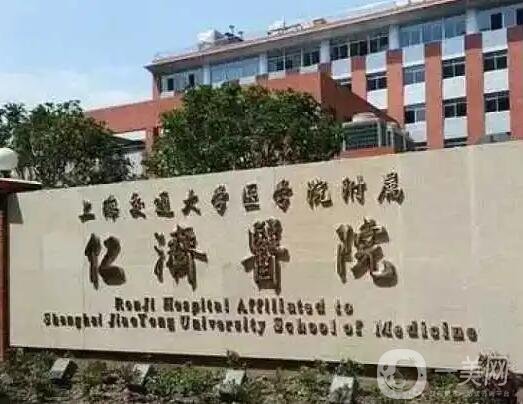 上海交通大学医学院附属
仁濟醫院
RenJi Hospital Affiliated to
Shanghai JiaoTong University School of Medicine
一美网